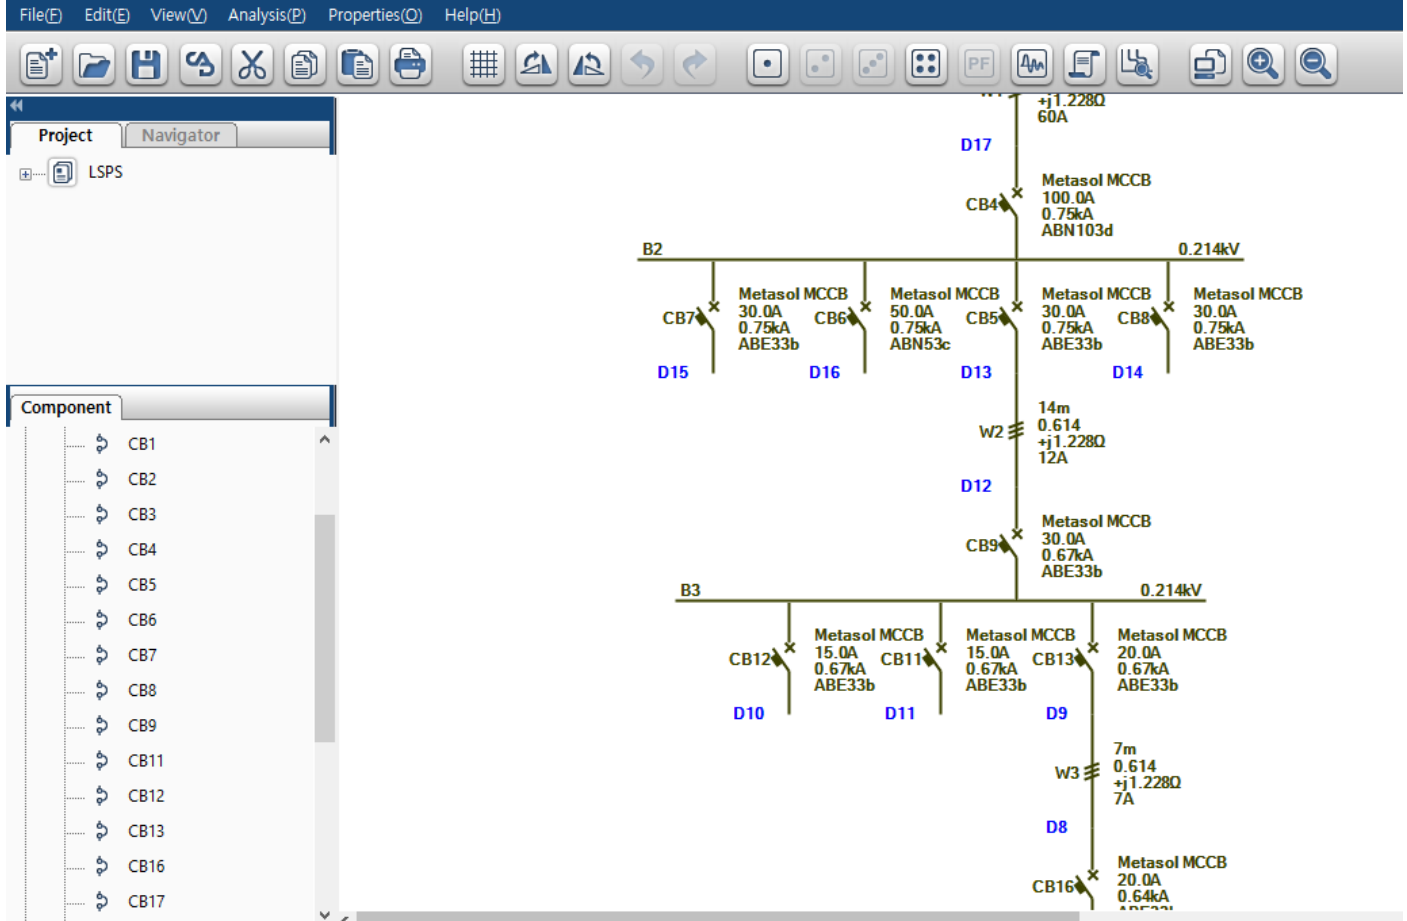 File(F) Edit(E) View(V) Analysis(P) Properties(O) Help(H)
PF
Project Navigator
LSPS
Component
CB1
CB2
CB3
CB4
CB5
CB6
CB7
CB8
CB9
CB11
CB12
CB13
CB16
CB17
+j1.228Ω
60A
D17
CB4
Metasol MCCB
100.0A
0.75kA
ABN103d
B2 0.214kV
CB7
Metasol MCCB
30.0A
0.75kA
ABE33b
D15
CB6
Metasol MCCB
50.0A
0.75kA
ABN53c
D16
CB5
Metasol MCCB
30.0A
0.75kA
ABE33b
D13
CB8
Metasol MCCB
30.0A
0.75kA
ABE33b
D14
W2
14m
0.614
+j1.228Ω
12A
D12
CB9
Metasol MCCB
30.0A
0.67kA
ABE33b
B3 0.214kV
CB12
Metasol MCCB
15.0A
0.67kA
ABE33b
D10
CB11
Metasol MCCB
15.0A
0.67kA
ABE33b
D11
CB13
Metasol MCCB
20.0A
0.67kA
ABE33b
D9
W3
7m
0.614
+j1.228Ω
7A
D8
CB16
Metasol MCCB
20.0A
0.64kA